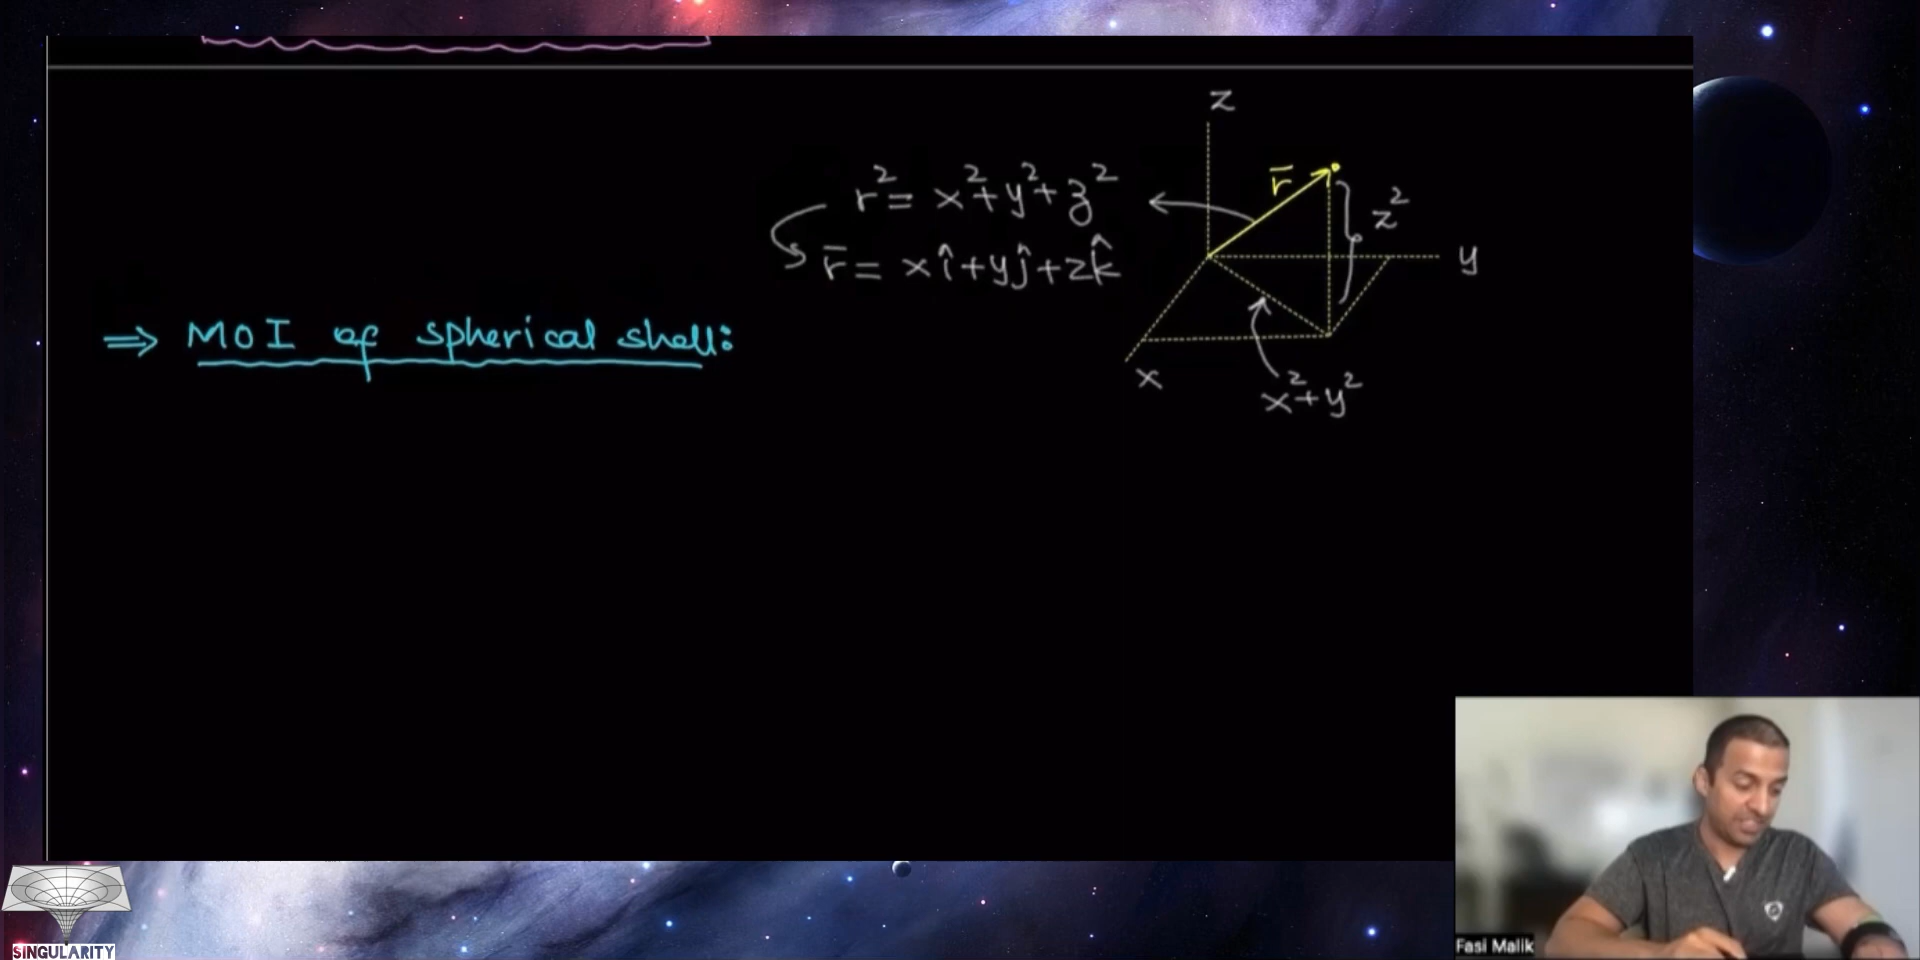 z
r² = x² + y² + z²
r̄
z²
r̄ = xî + yĵ + zk̂
y
⇒ MOI of spherical shell:
x
x² + y²
Fasi Malik
SINGULARITY